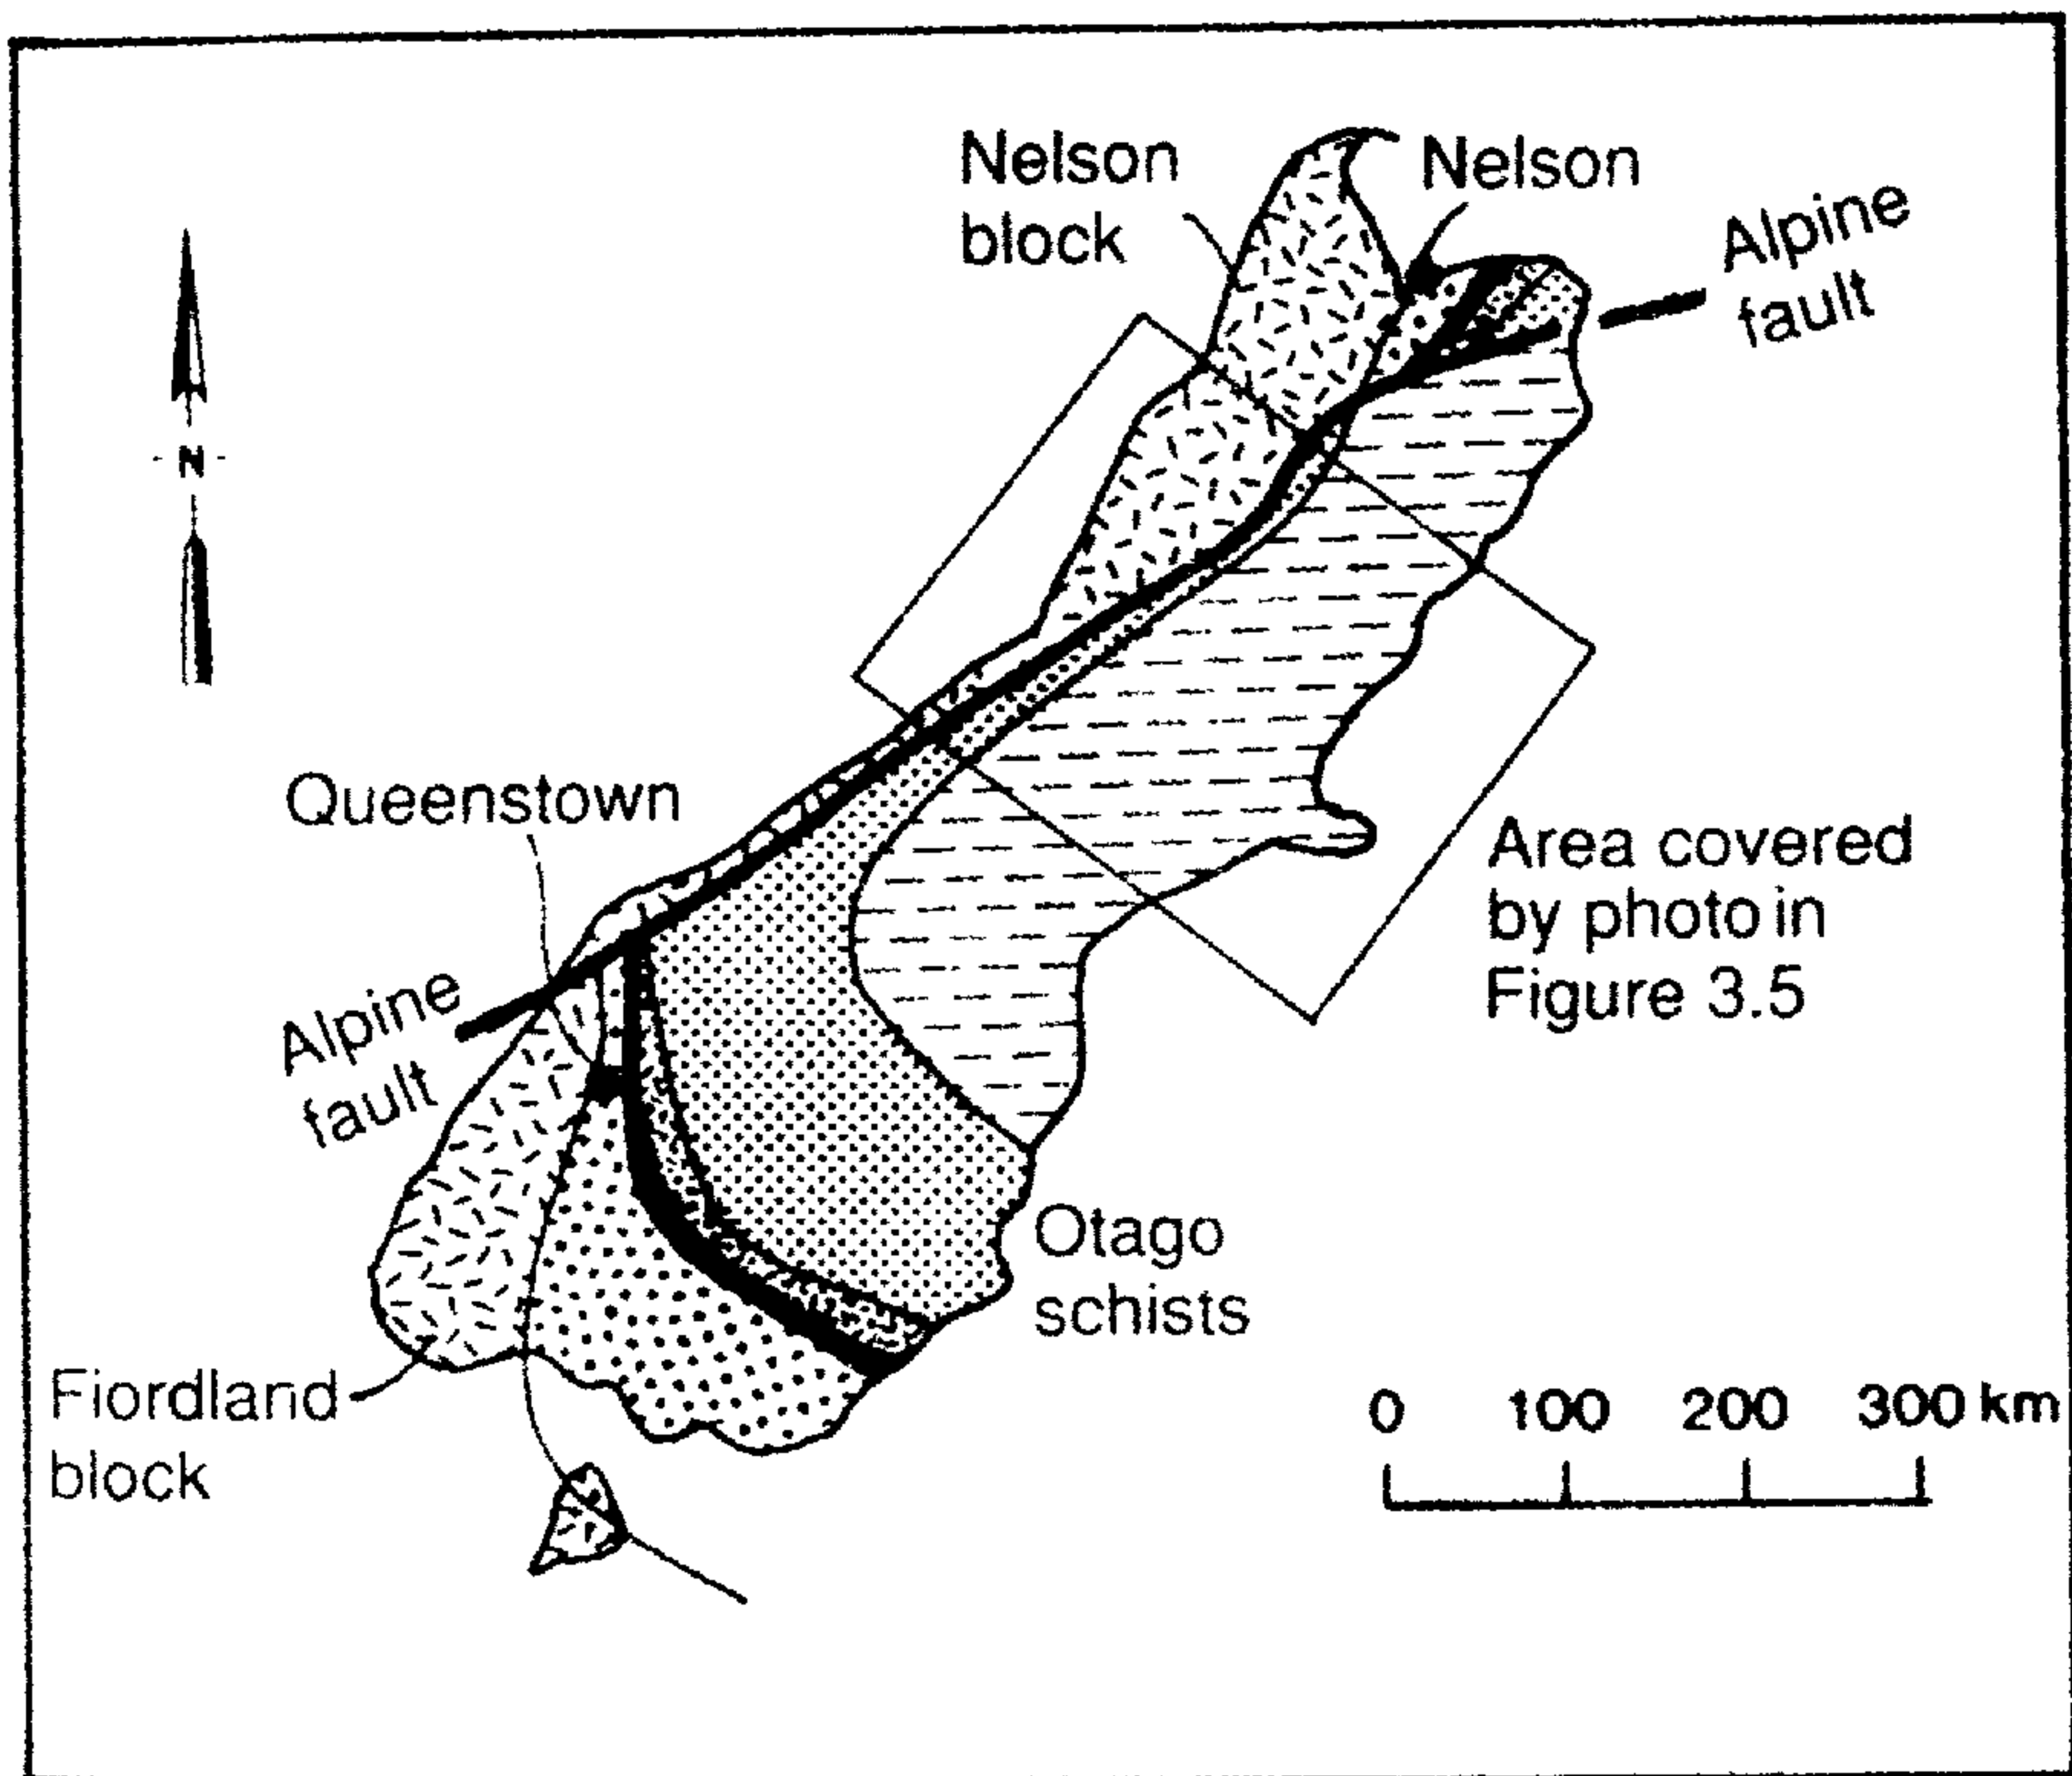 Nelson
block
Nelson
Alpine
fault
N
Queenstown
Area covered
by photo in
Figure 3.5
Alpine
fault
Otago
schists
Fiordland
block
0 100 200 300 km